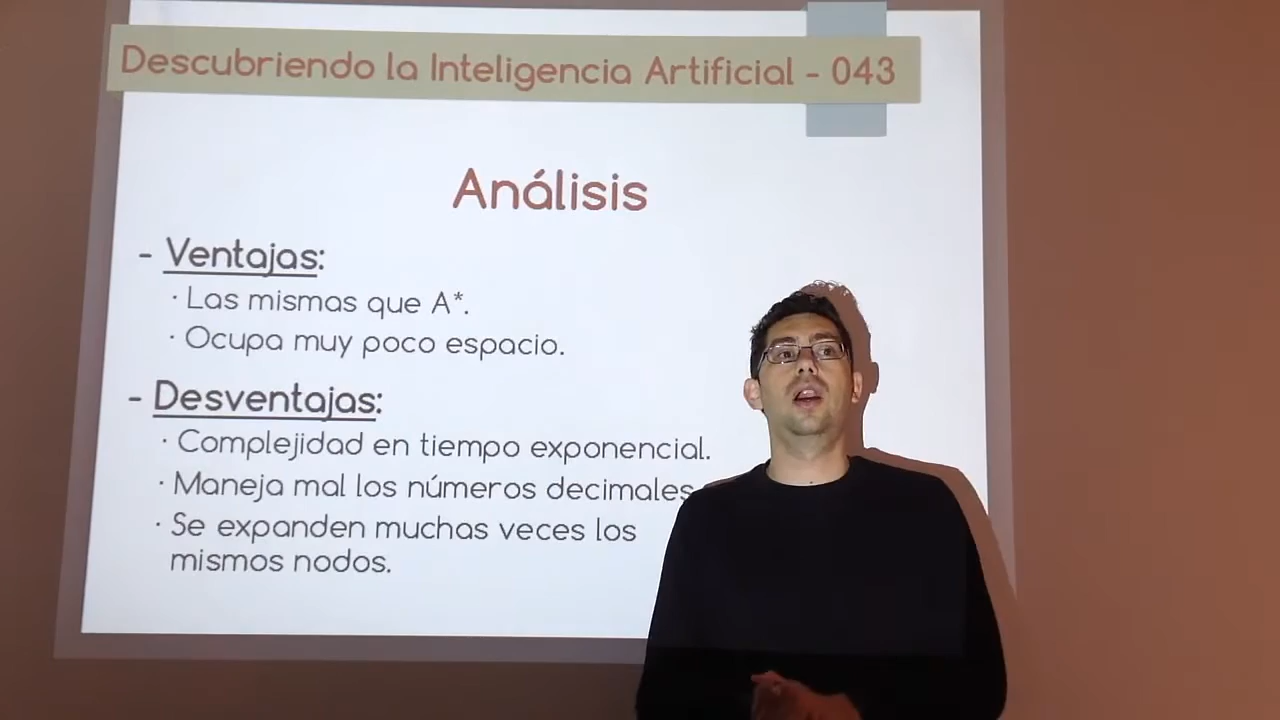 Descubriendo la Inteligencia Artificial - 043
Análisis
- Ventajas:
· Las mismas que A*.
· Ocupa muy poco espacio.
- Desventajas:
· Complejidad en tiempo exponencial.
· Maneja mal los números decimales
· Se expanden muchas veces los
mismos nodos.